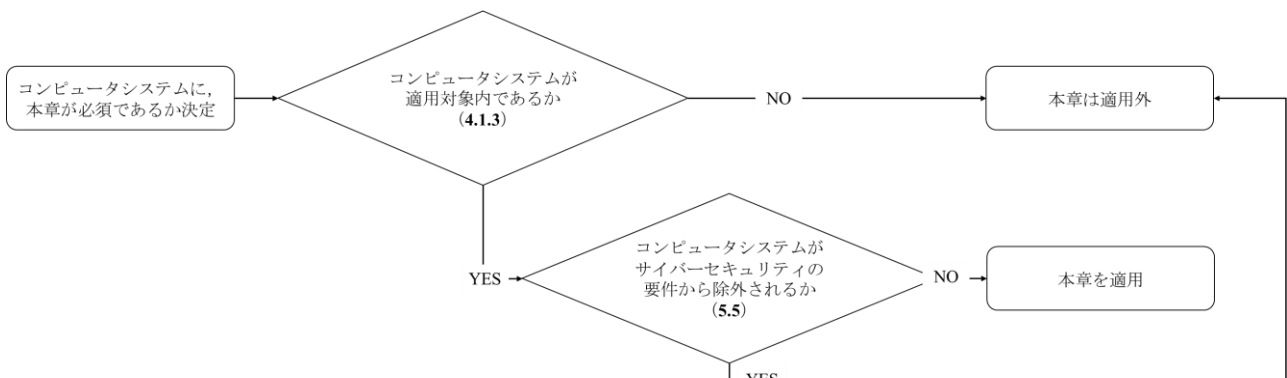 コンピュータシステムに，
本章が必須であるか決定
コンピュータシステムが
適用対象内であるか
（4.1.3）
NO
本章は適用外
コンピュータシステムが
サイバーセキュリティの
要件から除外されるか
（5.5）
YES
NO
本章を適用
YES